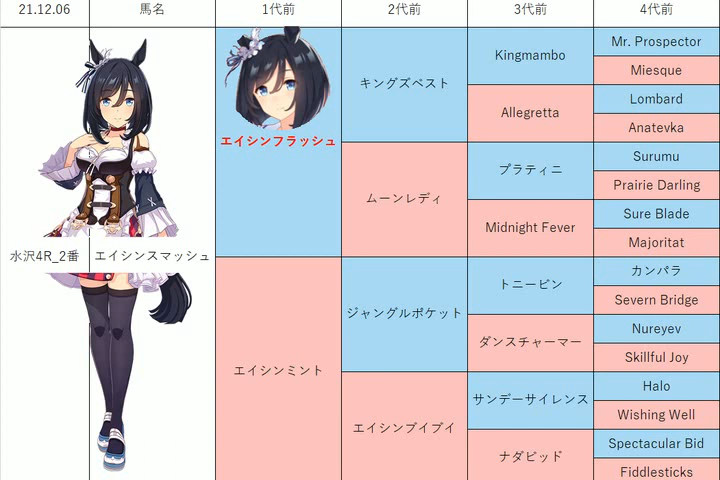 21.12.06 馬名 1代前 2代前 3代前 4代前
水沢4R_2番 エイシンスマッシュ
エイシンフラッシュ
エイシンミント
キングズベスト
ムーンレディ
ジャングルポケット
エイシンブイブイ
Kingmambo
Allegretta
プラティニ
Midnight Fever
トニービン
ダンスチャーマー
サンデーサイレンス
ナダビッド
Mr. Prospector
Miesque
Lombard
Anatevka
Surumu
Prairie Darling
Sure Blade
Majoritat
カンパラ
Severn Bridge
Nureyev
Skillful Joy
Halo
Wishing Well
Spectacular Bid
Fiddlesticks